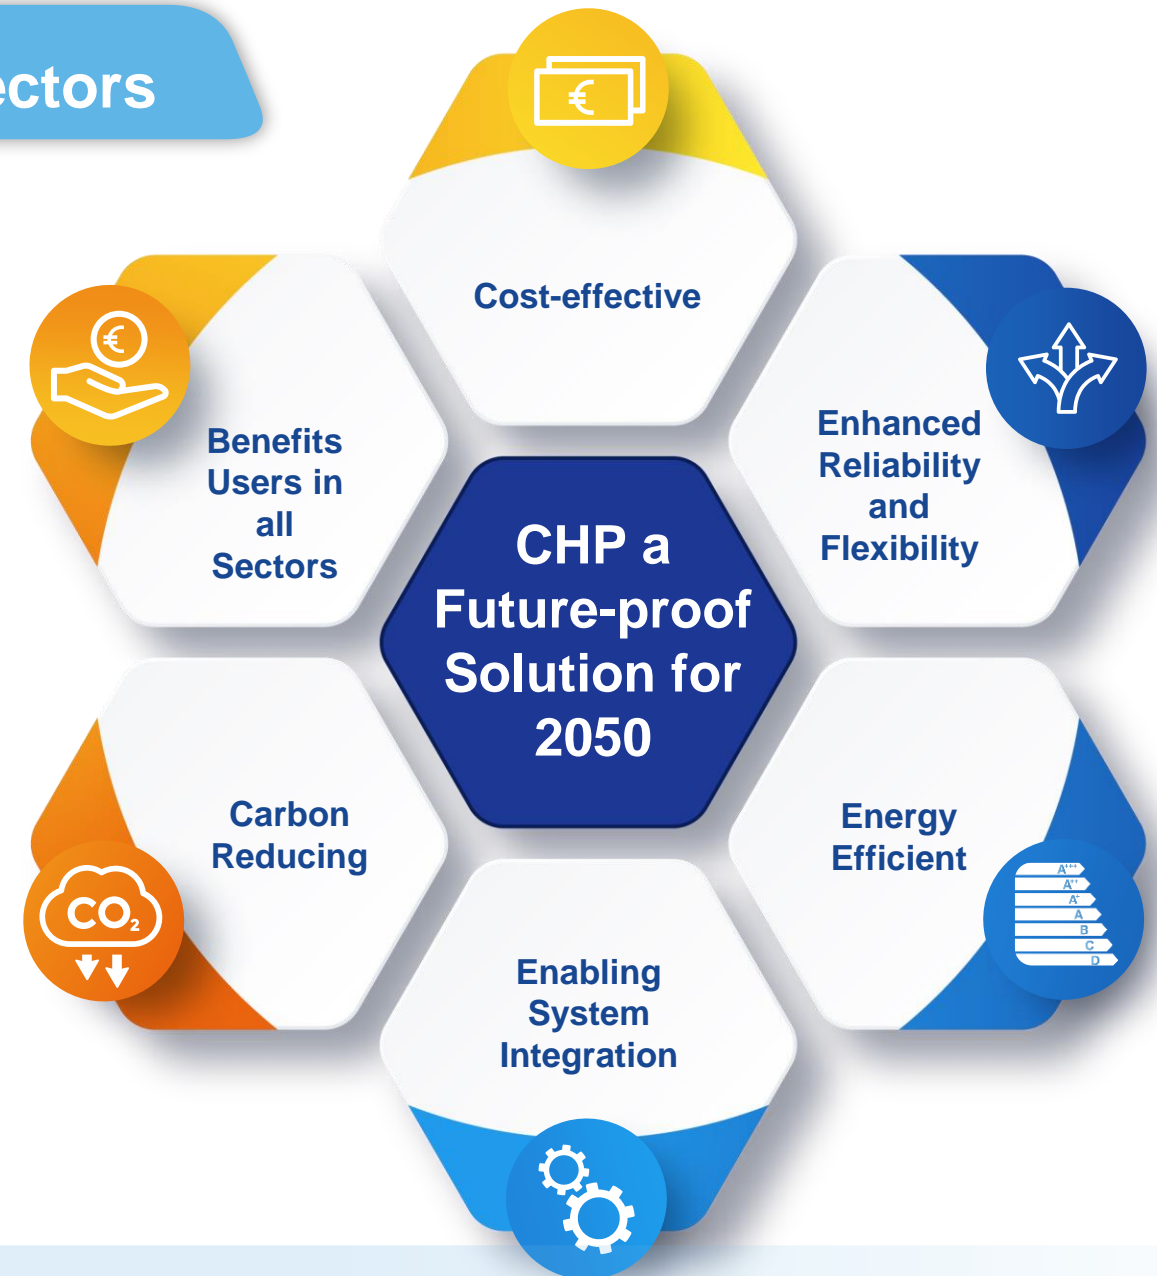 ectors
€
Cost-effective
€
Benefits
Users in
all
Sectors
Enhanced
Reliability
and
Flexibility
CHP a
Future-proof
Solution for
2050
Carbon
Reducing
CO₂
Energy
Efficient
A+++
A++
A+
A
B
C
D
Enabling
System
Integration